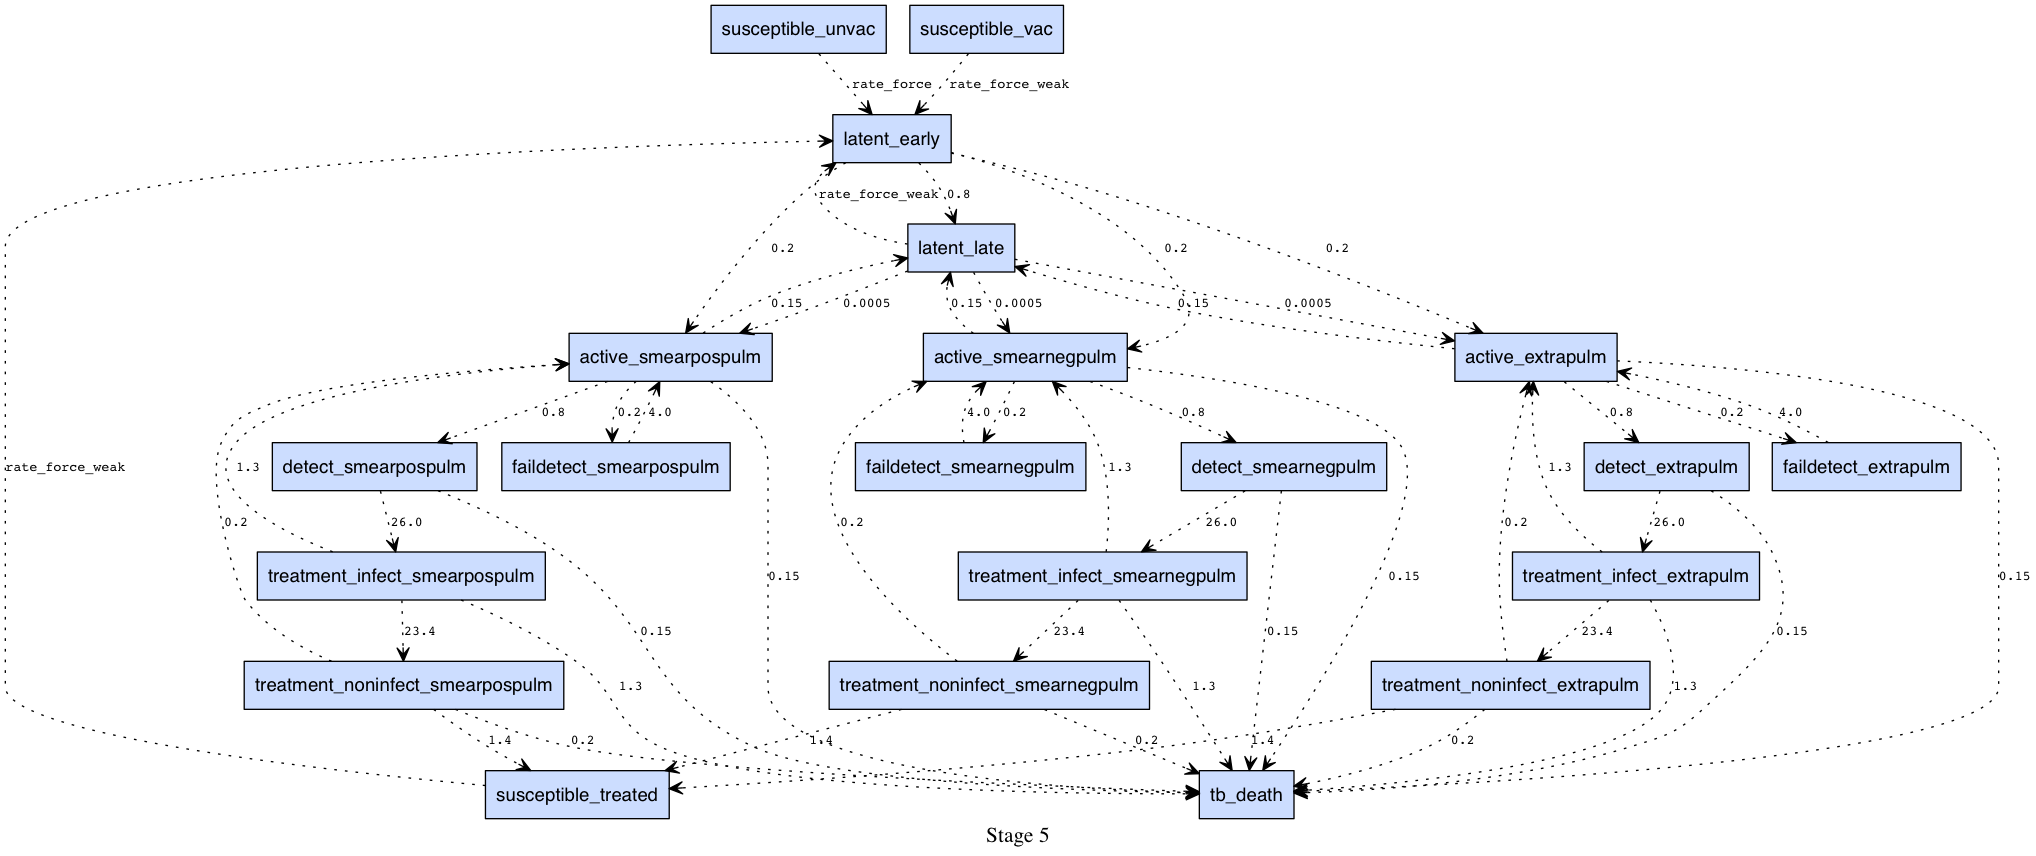 susceptible_unvac susceptible_vac
rate_force rate_force_weak
latent_early
rate_force_weak 0.8
0.2 latent_late 0.2 0.2
0.15 0.0005 0.15 0.0005 0.15 0.0005
active_smearpospulm active_smearnegpulm active_extrapulm
0.8 0.2 4.0 4.0 0.2 0.8 0.8 0.2 4.0
rate_force_weak 1.3 detect_smearpospulm faildetect_smearpospulm faildetect_smearnegpulm 1.3 detect_smearnegpulm 1.3 detect_extrapulm faildetect_extrapulm
0.2 26.0 0.2 26.0 0.2 26.0
treatment_infect_smearpospulm 0.15 treatment_infect_smearnegpulm 0.15 treatment_infect_extrapulm 0.15
23.4 0.15 23.4 0.15 23.4 0.15
treatment_noninfect_smearpospulm 1.3 treatment_noninfect_smearnegpulm 1.3 treatment_noninfect_extrapulm 1.3
1.4 0.2 1.4 0.2 1.4 0.2
susceptible_treated tb_death
Stage 5